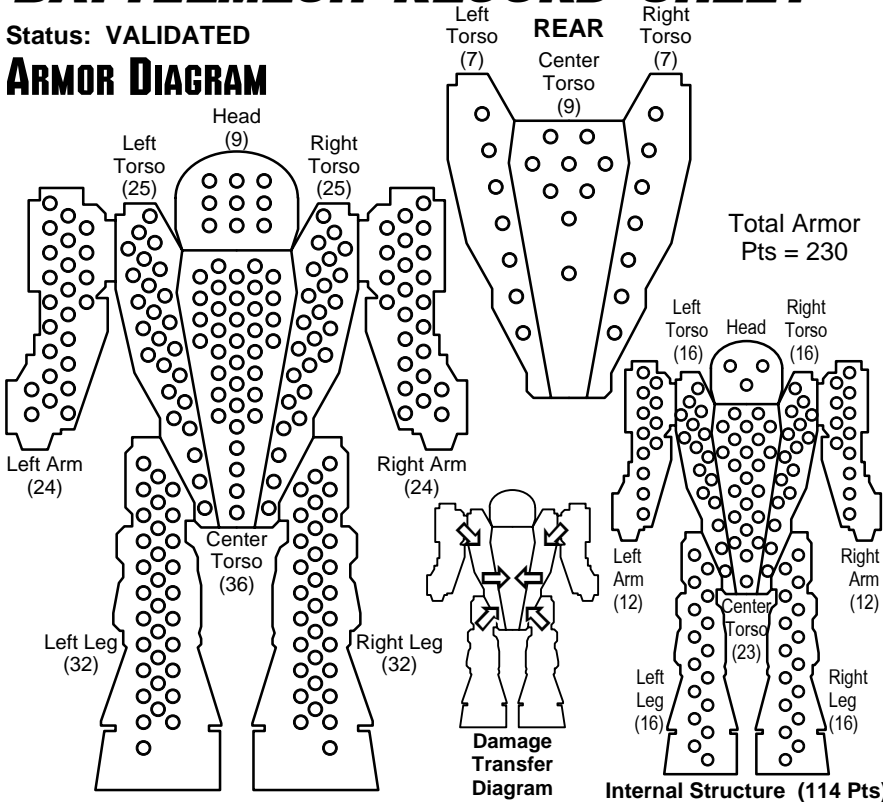 BATTLEMECH RECORD SHEET
Status: VALIDATED
ARMOR DIAGRAM
Head
(9)
Left
Torso
(25)
Right
Torso
(25)
Left Arm
(24)
Right Arm
(24)
Center
Torso
(36)
Left Leg
(32)
Right Leg
(32)
REAR
Left
Torso
(7)
Center
Torso
(9)
Right
Torso
(7)
Total Armor
Pts = 230
Left
Torso
(16)
Head
Right
Torso
(16)
Left
Arm
(12)
Right
Arm
(12)
Center
Torso
(23)
Left
Leg
(16)
Right
Leg
(16)
Damage
Transfer
Diagram
Internal Structure (114 Pts)